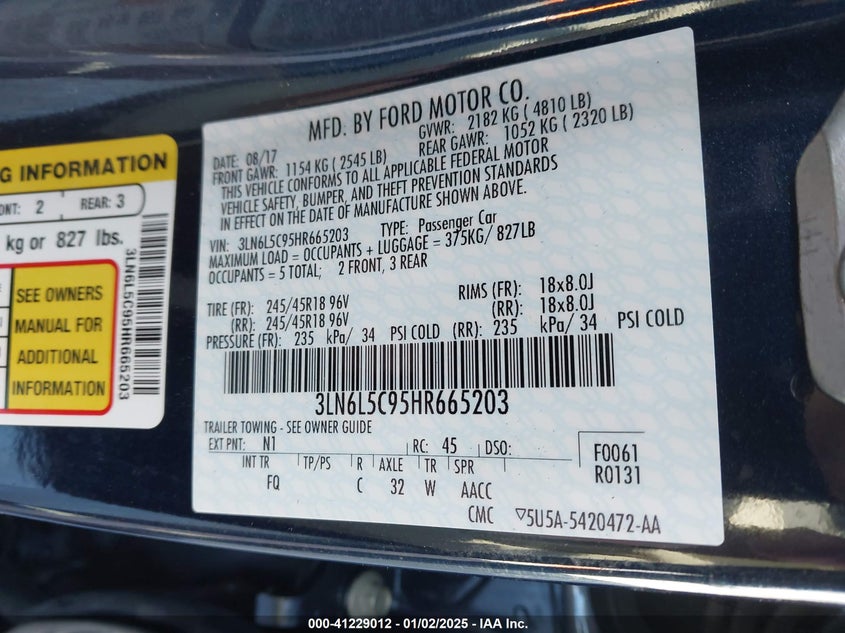 G INFORMATION
ONT: 2 REAR: 3
kg or 827 lbs.
SEE OWNERS
MANUAL FOR
ADDITIONAL
INFORMATION
3LN6L5C95HR665203
MFD. BY FORD MOTOR CO.
DATE: 08/17 GVWR: 2182 KG ( 4810 LB)
FRONT GAWR: 1154 KG ( 2545 LB) REAR GAWR: 1052 KG ( 2320 LB)
THIS VEHICLE CONFORMS TO ALL APPLICABLE FEDERAL MOTOR
VEHICLE SAFETY, BUMPER, AND THEFT PREVENTION STANDARDS
IN EFFECT ON THE DATE OF MANUFACTURE SHOWN ABOVE.
VIN: 3LN6L5C95HR665203 TYPE: Passenger Car
MAXIMUM LOAD = OCCUPANTS + LUGGAGE = 375KG/ 827LB
OCCUPANTS = 5 TOTAL; 2 FRONT, 3 REAR
TIRE (FR): 245/45R18 96V RIMS (FR): 18x8.0J
(RR): 245/45R18 96V (RR): 18x8.0J
PRESSURE (FR): 235 kPa/ 34 PSI COLD (RR): 235 kPa/ 34 PSI COLD
3LN6L5C95HR665203
TRAILER TOWING - SEE OWNER GUIDE
EXT PNT: N1 RC: 45 DSO: F0061
INT TR TP/PS R AXLE TR SPR R0131
FQ C 32 W AACC
CMC ▽5U5A-5420472-AA
000-41229012 - 01/02/2025 - IAA Inc.